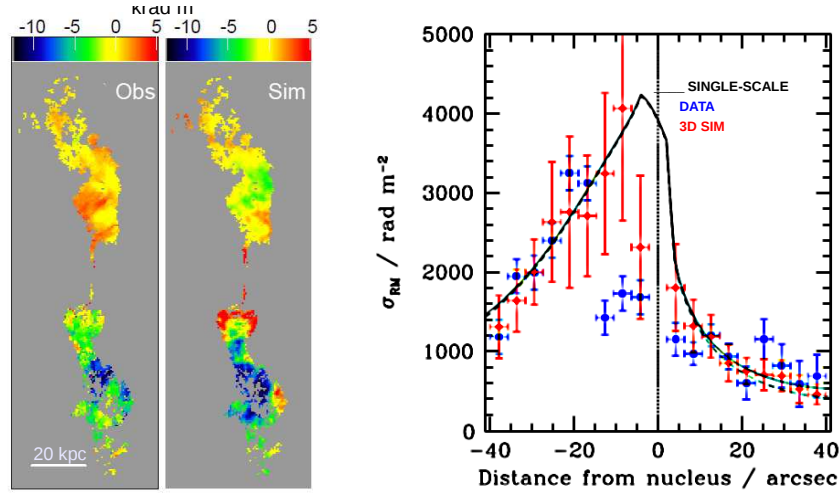 krad m
-10 -5 0 5
-10 -5 0 5
Obs
Sim
20 kpc
5000
4000
3000
2000
1000
0
σRM / rad m⁻²
SINGLE-SCALE
DATA
3D SIM
−40 −20 0 20 40
Distance from nucleus / arcsec